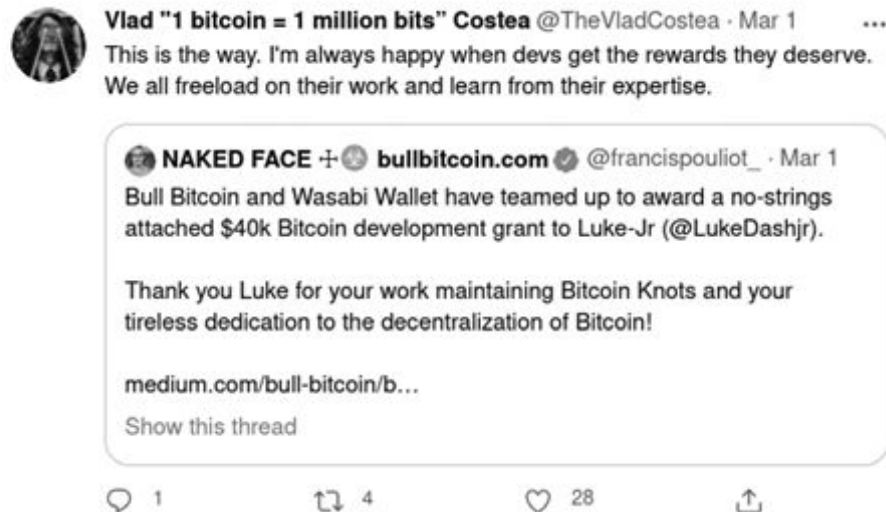 Vlad "1 bitcoin = 1 million bits” Costea @TheVladCostea · Mar 1 ...
This is the way. I'm always happy when devs get the rewards they deserve.
We all freeload on their work and learn from their expertise.
NAKED FACE ☩ bullbitcoin.com @francispouliot_ · Mar 1
Bull Bitcoin and Wasabi Wallet have teamed up to award a no-strings
attached $40k Bitcoin development grant to Luke-Jr (@LukeDashjr).
Thank you Luke for your work maintaining Bitcoin Knots and your
tireless dedication to the decentralization of Bitcoin!
medium.com/bull-bitcoin/b…
Show this thread
1 4 28